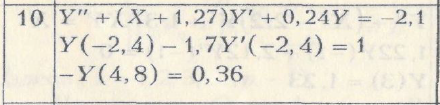 10 Y″+(X+1,27)Y′+0,24Y = -2,1
Y(-2,4)-1,7Y′(-2,4) = 1
-Y(4,8) = 0,36